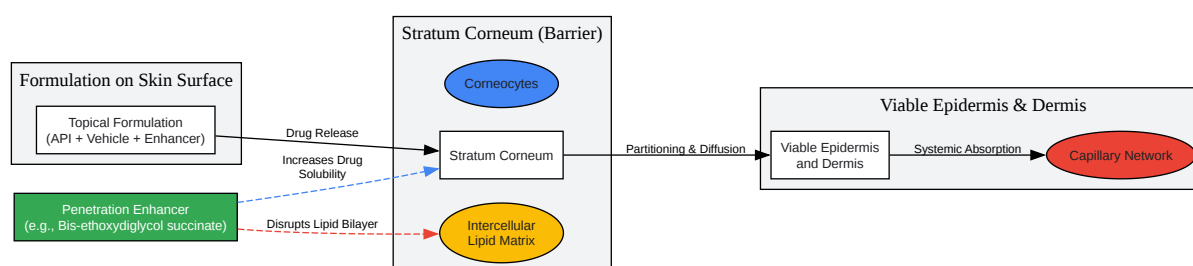 Formulation on Skin Surface
Topical Formulation
(API + Vehicle + Enhancer)
Penetration Enhancer
(e.g., Bis-ethoxydiglycol succinate)
Drug Release
Increases Drug
Solubility
Disrupts Lipid Bilayer
Stratum Corneum (Barrier)
Corneocytes
Stratum Corneum
Intercellular
Lipid Matrix
Partitioning & Diffusion
Viable Epidermis & Dermis
Viable Epidermis
and Dermis
Systemic Absorption
Capillary Network